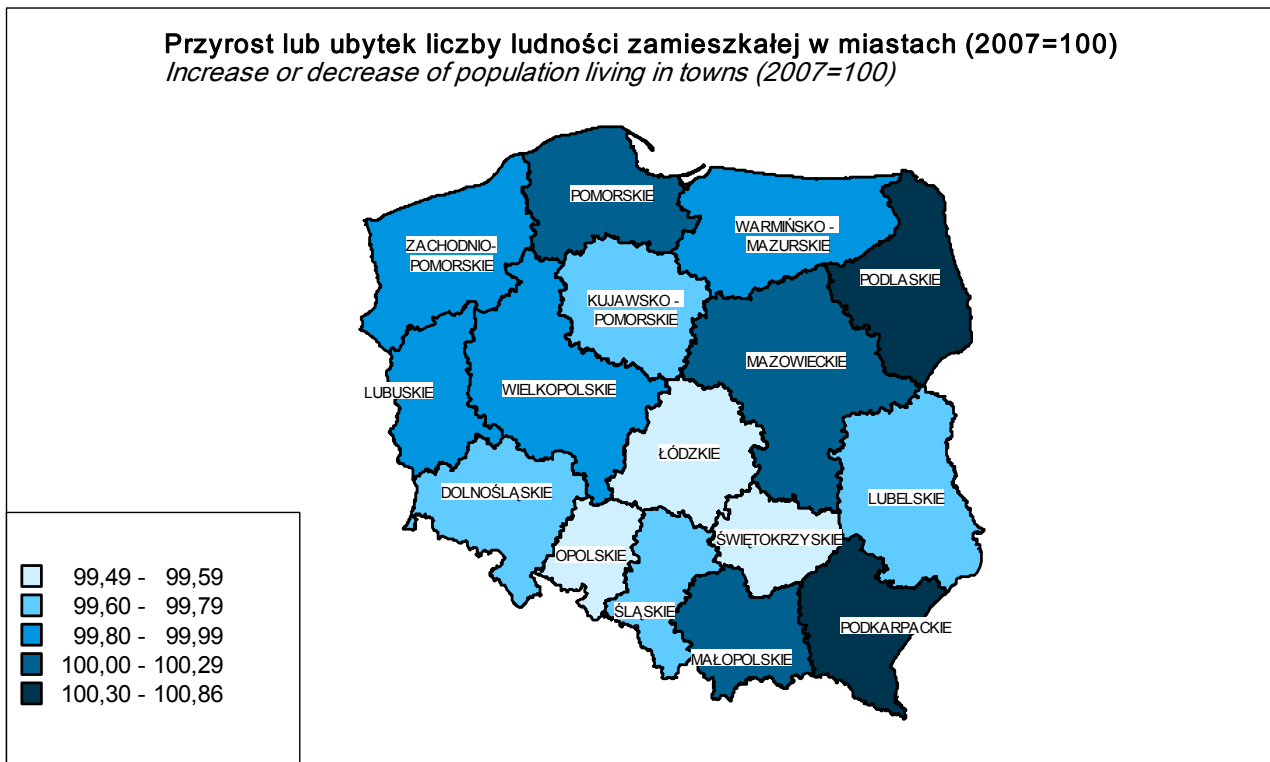 Przyrost lub ubytek liczby ludności zamieszkałej w miastach (2007=100)
Increase or decrease of population living in towns (2007=100)
POMORSKIE
WARMIŃSKO -
MAZURSKIE
ZACHODNIO-
POMORSKIE
PODLASKIE
KUJAWSKO -
POMORSKIE
MAZOWIECKIE
LUBUSKIE
WIELKOPOLSKIE
ŁÓDZKIE
DOLNOŚLĄSKIE
LUBELSKIE
ŚWIĘTOKRZYSKIE
OPOLSKIE
ŚLĄSKIE
PODKARPACKIE
MAŁOPOLSKIE
99,49 - 99,59
99,60 - 99,79
99,80 - 99,99
100,00 - 100,29
100,30 - 100,86